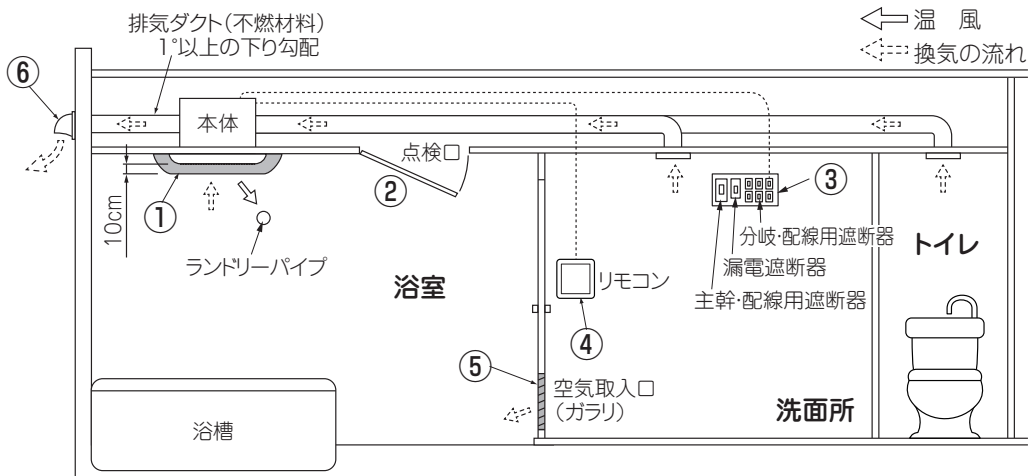 排気ダクト(不燃材料)
1°以上の下り勾配
温 風
換気の流れ
⑥
本体
点検口
②
①
10cm
③
ランドリーパイプ
浴室
リモコン
④
分岐・配線用遮断器
漏電遮断器
主幹・配線用遮断器
トイレ
⑤
空気取入口
(ガラリ)
洗面所
浴槽